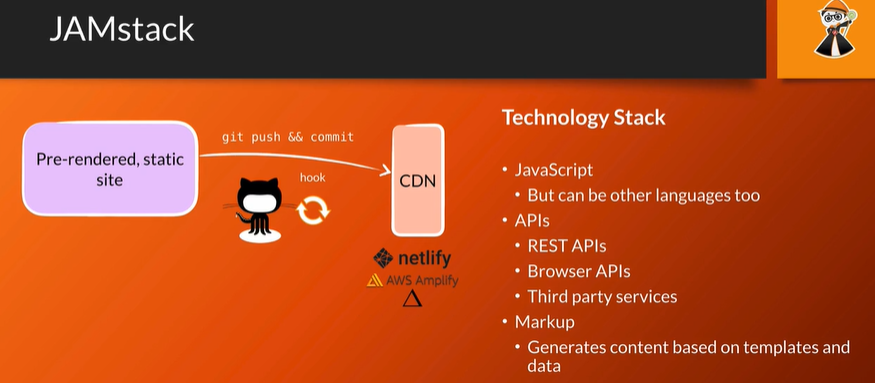 JAMstack
Pre-rendered, static
site
git push && commit
hook
CDN
netlify
AWS Amplify
Technology Stack
• JavaScript
• But can be other languages too
• APIs
• REST APIs
• Browser APIs
• Third party services
• Markup
• Generates content based on templates and
data